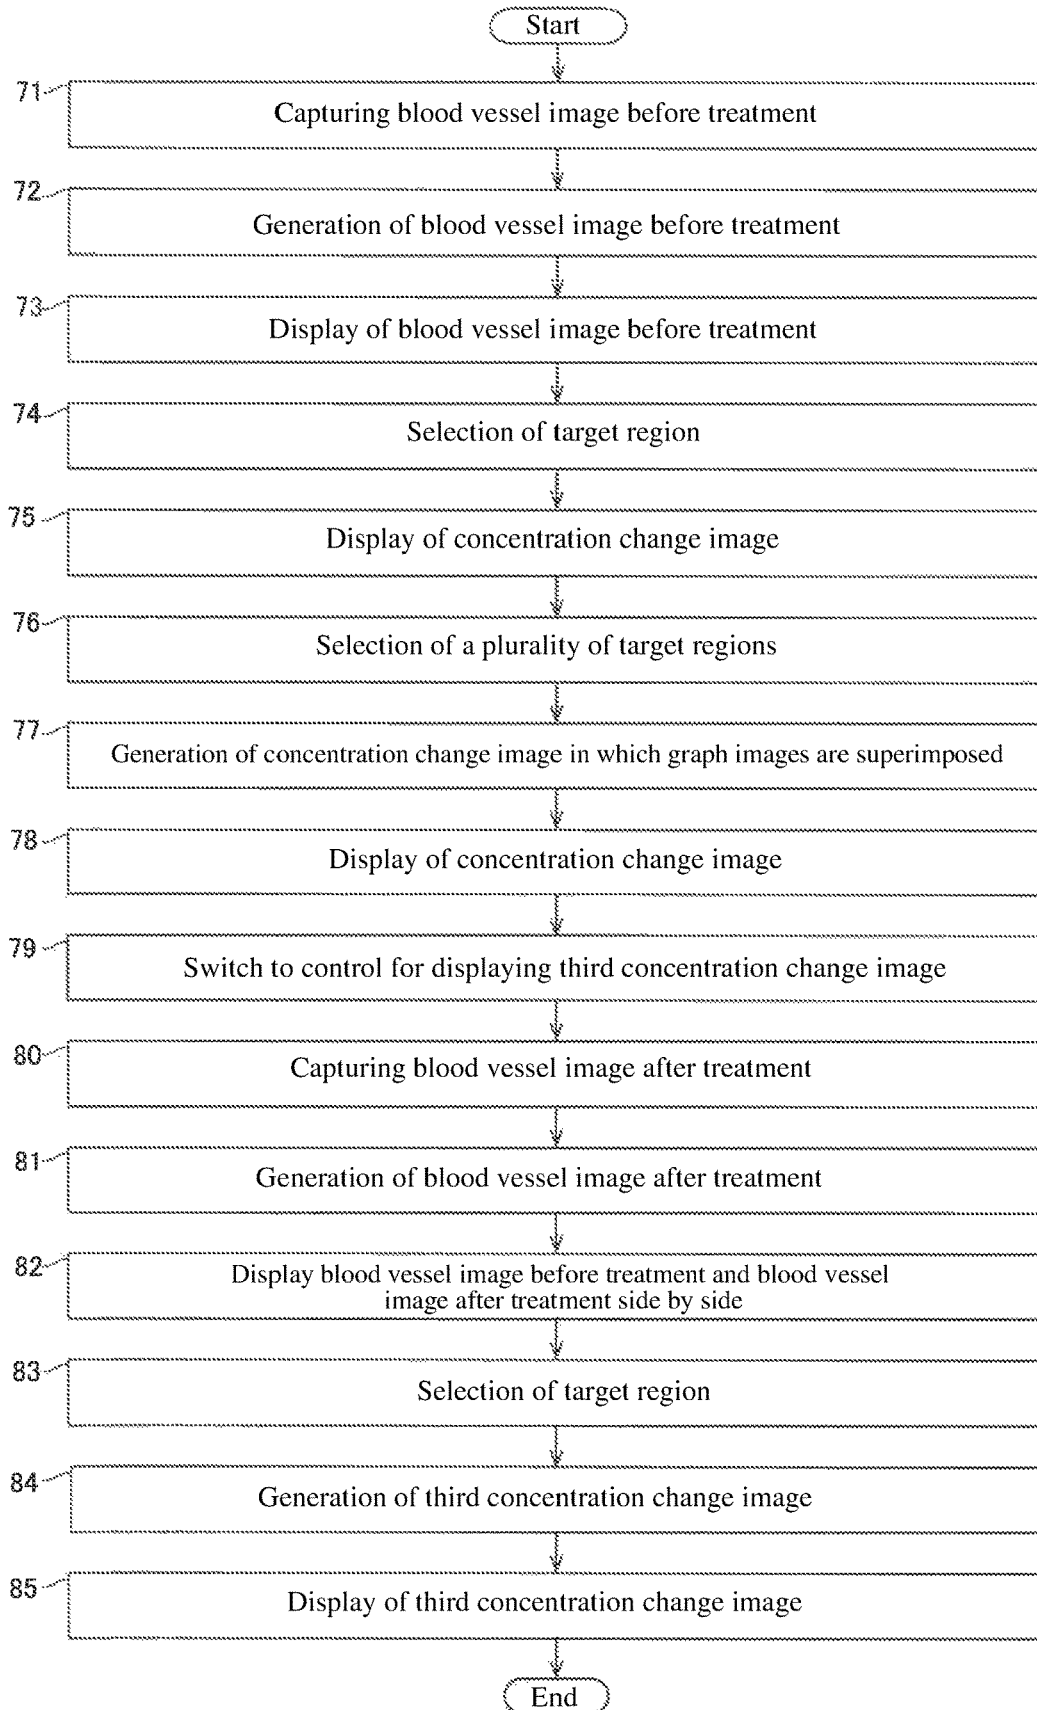 Start
71
Capturing blood vessel image before treatment
72
Generation of blood vessel image before treatment
73
Display of blood vessel image before treatment
74
Selection of target region
75
Display of concentration change image
76
Selection of a plurality of target regions
77
Generation of concentration change image in which graph images are superimposed
78
Display of concentration change image
79
Switch to control for displaying third concentration change image
80
Capturing blood vessel image after treatment
81
Generation of blood vessel image after treatment
82
Display blood vessel image before treatment and blood vessel
image after treatment side by side
83
Selection of target region
84
Generation of third concentration change image
85
Display of third concentration change image
End